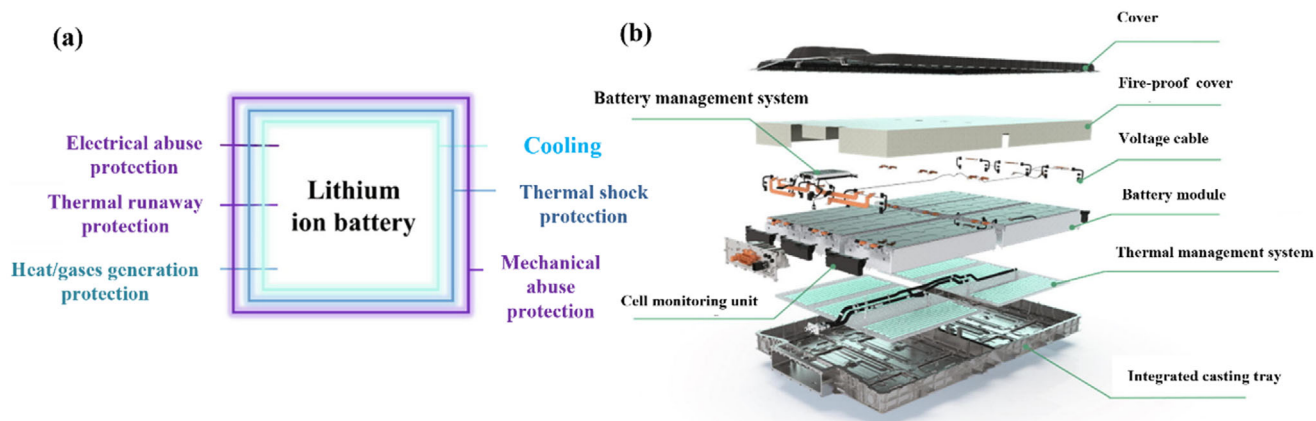 (a)
Electrical abuse
protection
Thermal runaway
protection
Heat/gases generation
protection
Lithium
ion battery
Cooling
Thermal shock
protection
Mechanical
abuse
protection
(b)
Cover
Fire-proof cover
Battery management system
Voltage cable
Battery module
Thermal management system
Cell monitoring unit
Integrated casting tray